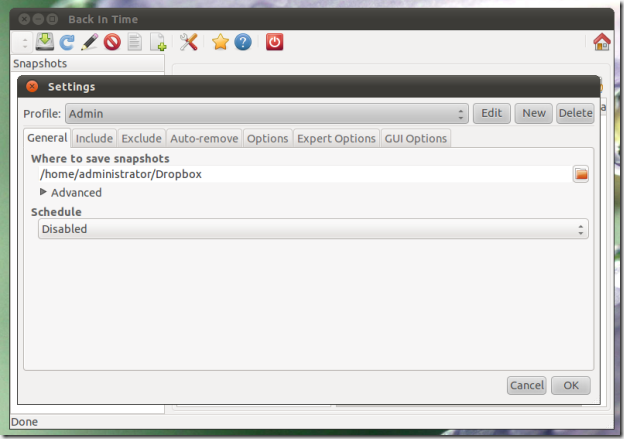 Back In Time
Snapshots
Settings
Profile: Admin Edit New Delete
General Include Exclude Auto-remove Options Expert Options GUI Options
Where to save snapshots
/home/administrator/Dropbox
Advanced
Schedule
Disabled
Cancel OK
Done